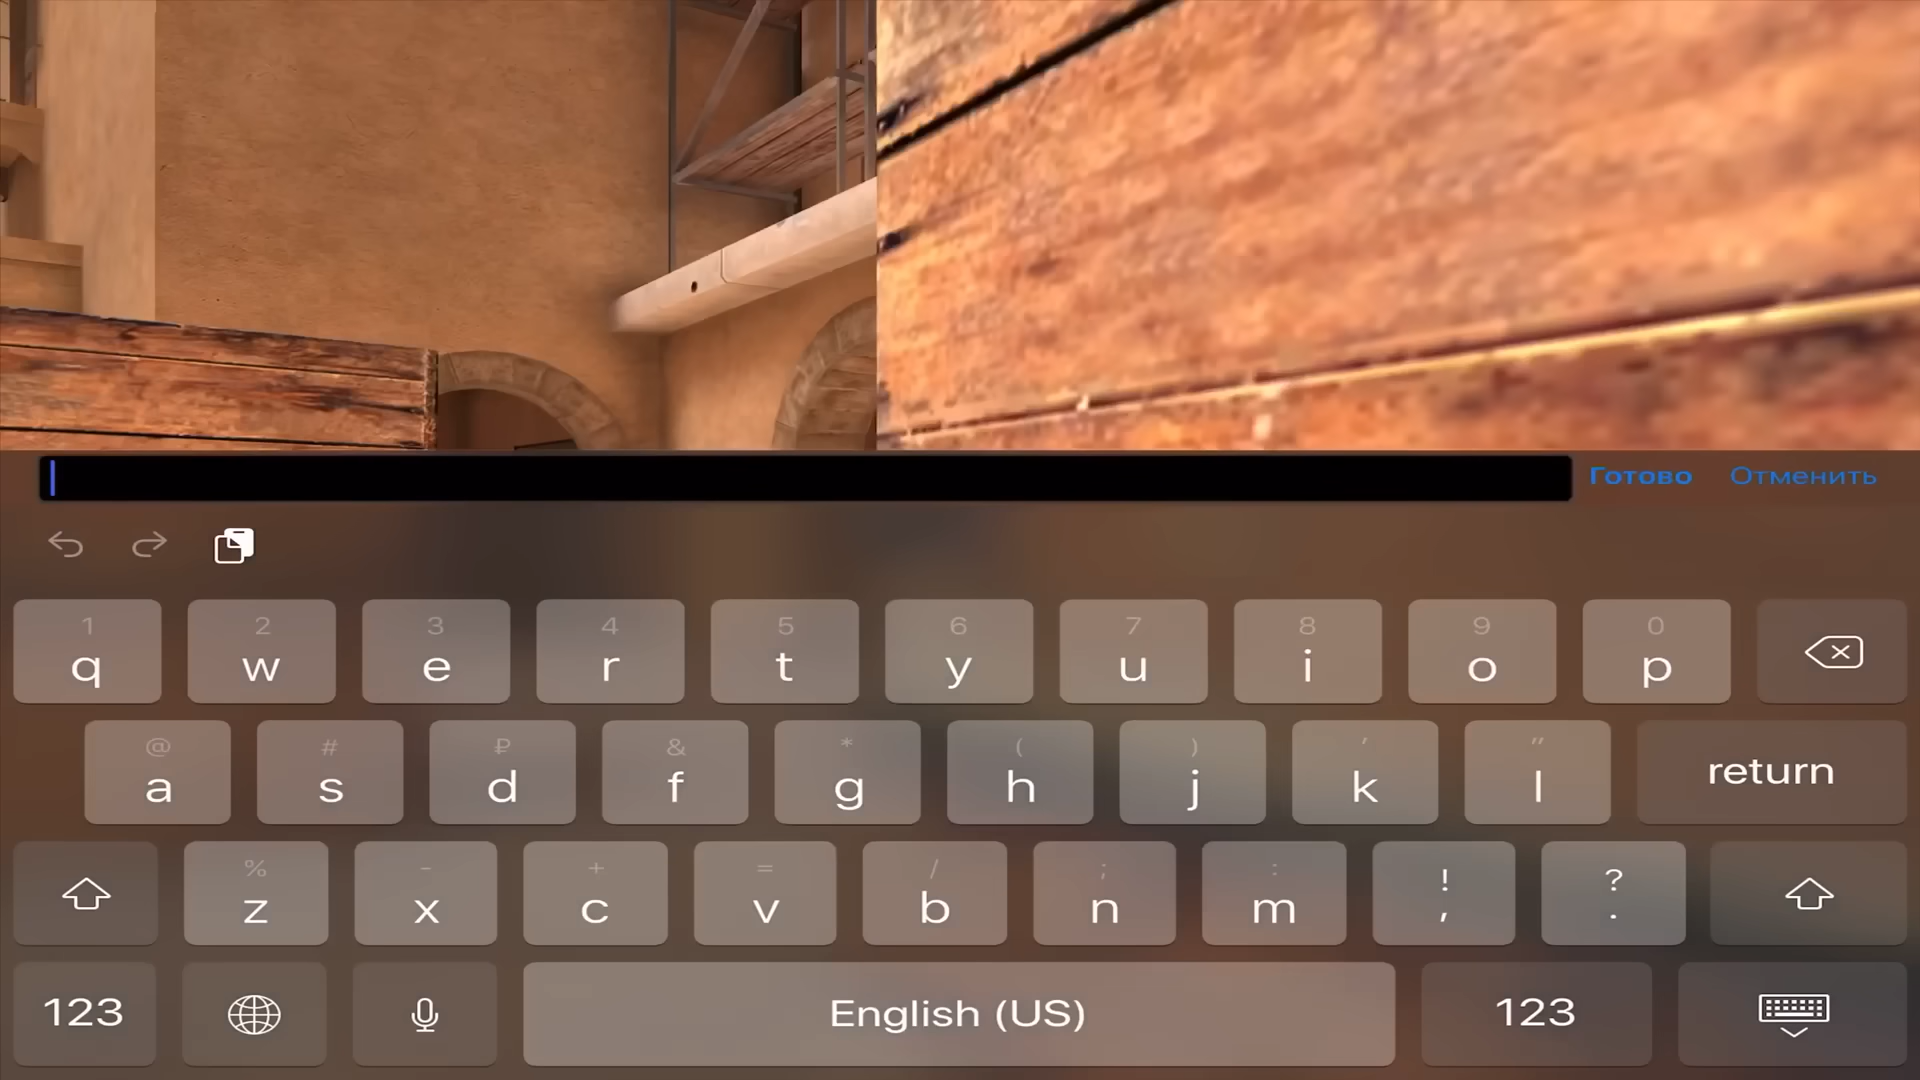 Готово Отменить
1 2 3 4 5 6 7 8 9 0
q w e r t y u i o p
@ # ₽ & * ( ) ' "
a s d f g h j k l return
% - + = / ; : ! ?
z x c v b n m , .
123 English (US) 123